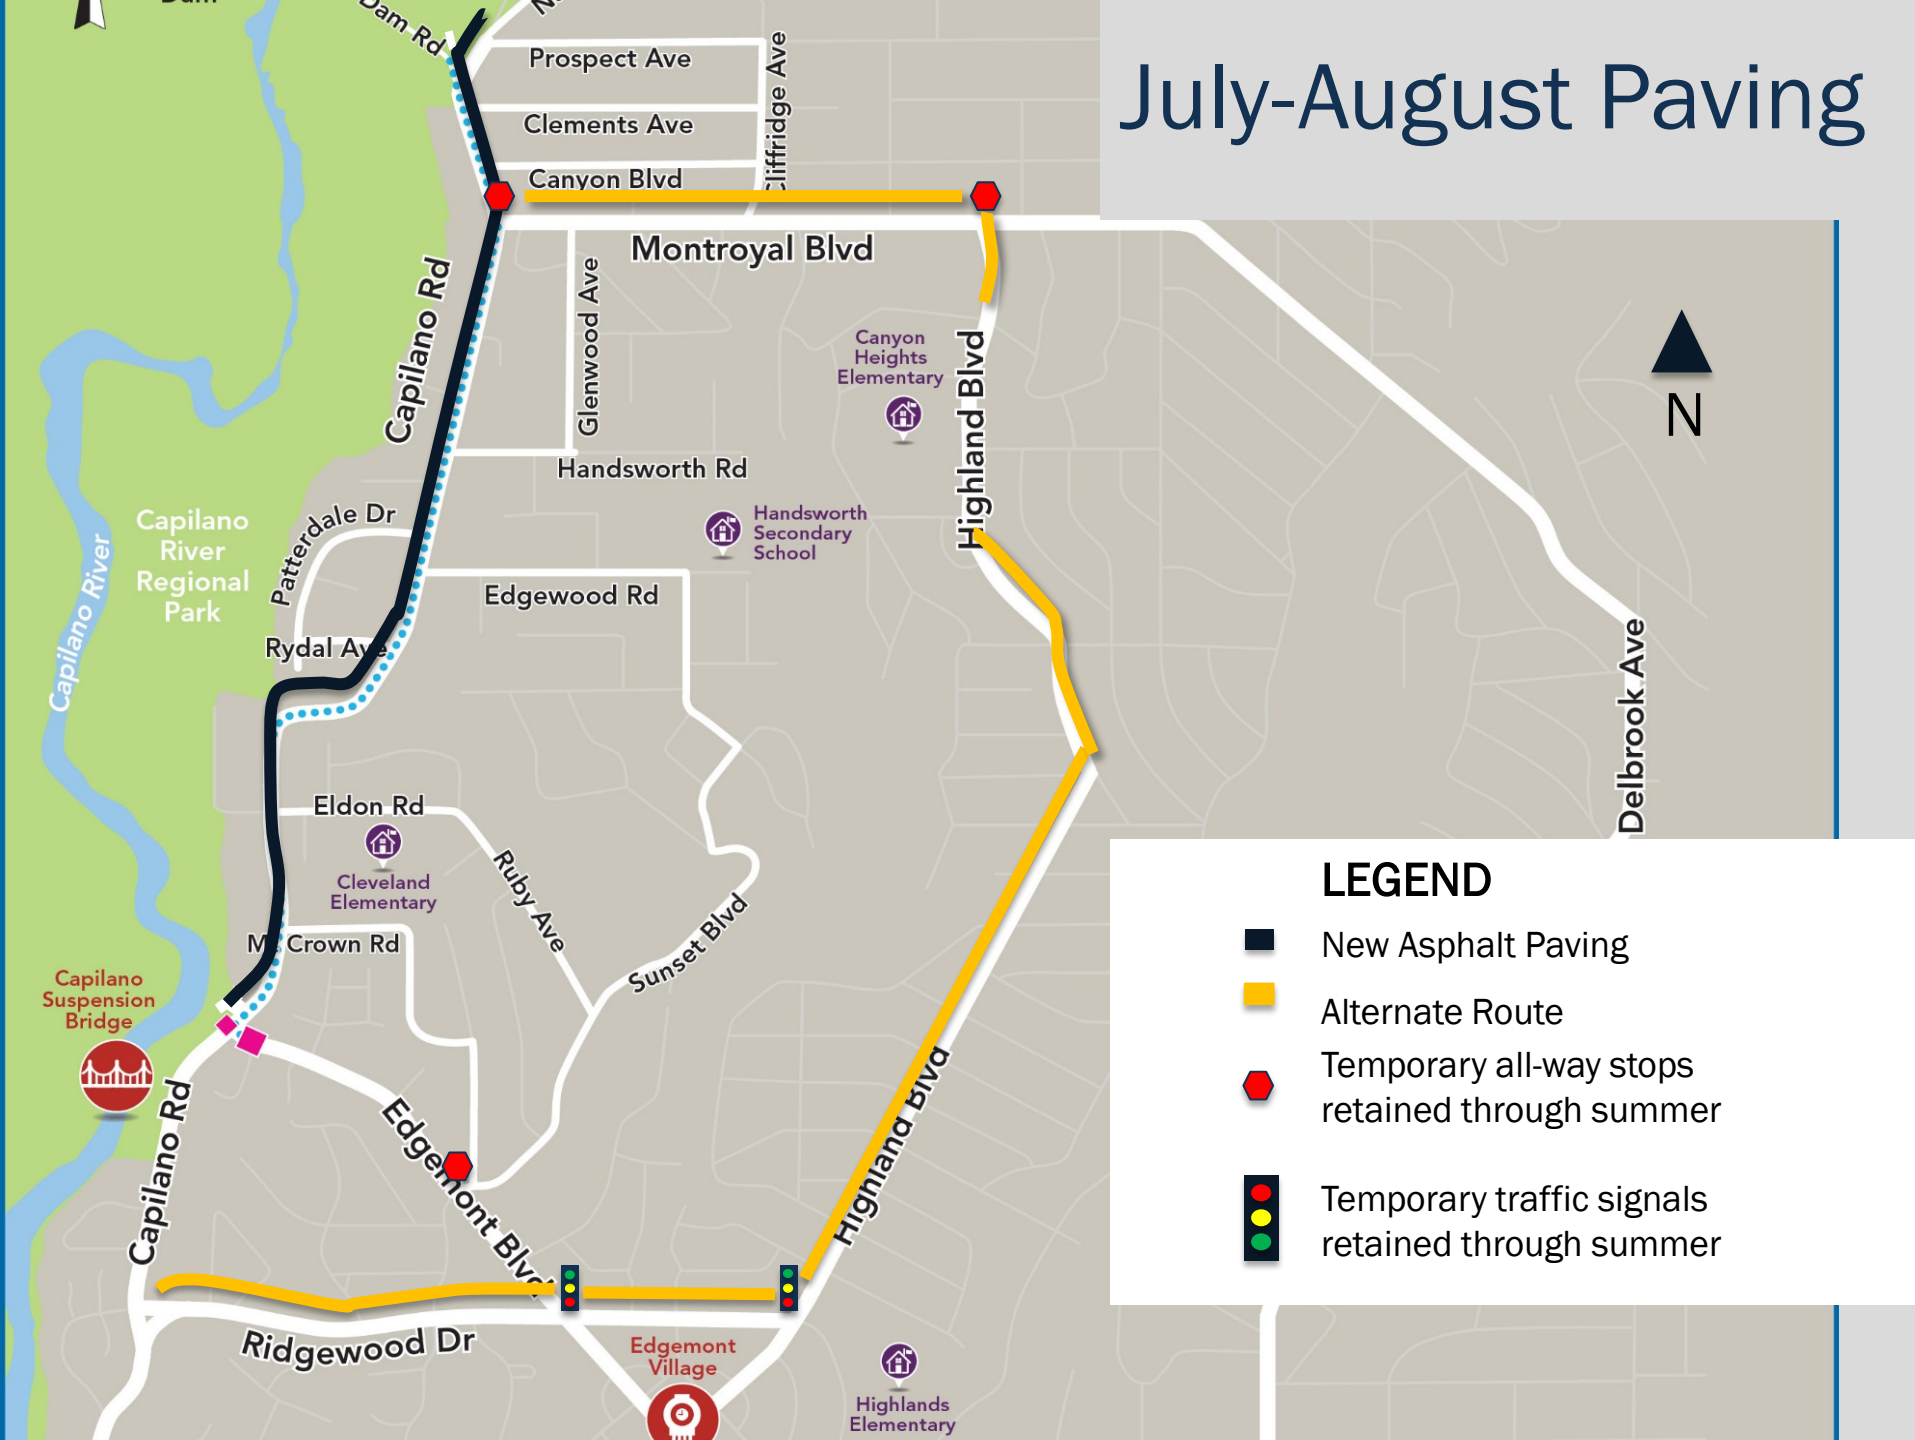 Dam
Dam Rd
Prospect Ave
Cliffridge Ave
Clements Ave
Canyon Blvd
July-August Paving
Montroyal Blvd
Capilano Rd
Glenwood Ave
Canyon
Heights
Elementary
Highland Blvd
N
Handsworth Rd
Handsworth
Secondary
School
Patterdale Dr
Capilano
River
Regional
Park
Capilano River
Edgewood Rd
Rydal Ave
Delbrook Ave
Eldon Rd
Cleveland
Elementary
Ruby Ave
Sunset Blvd
Crown Rd
Capilano
Suspension
Bridge
Capilano Rd
Edgemont Blvd
Highland Blvd
Ridgewood Dr
Edgemont
Village
Highlands
Elementary
LEGEND
New Asphalt Paving
Alternate Route
Temporary all-way stops
retained through summer
Temporary traffic signals
retained through summer